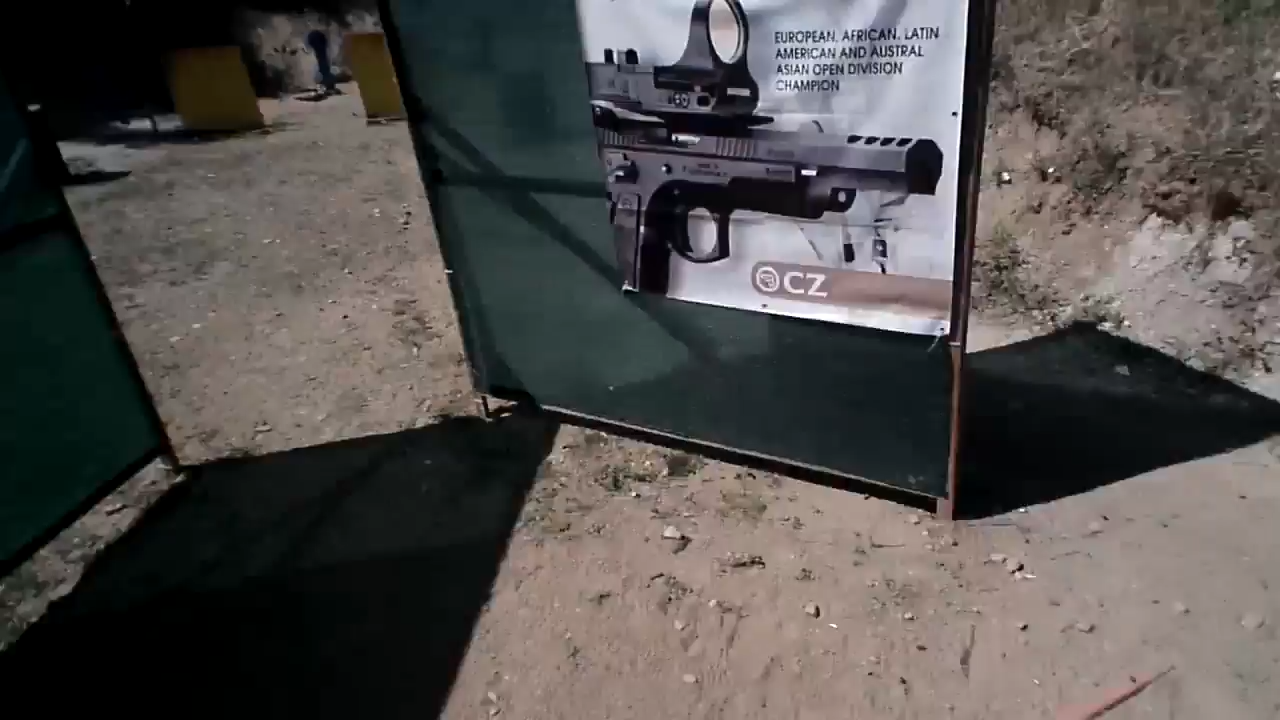 EUROPEAN, AFRICAN, LATIN
AMERICAN AND AUSTRAL
ASIAN OPEN DIVISION
CHAMPION
CZ